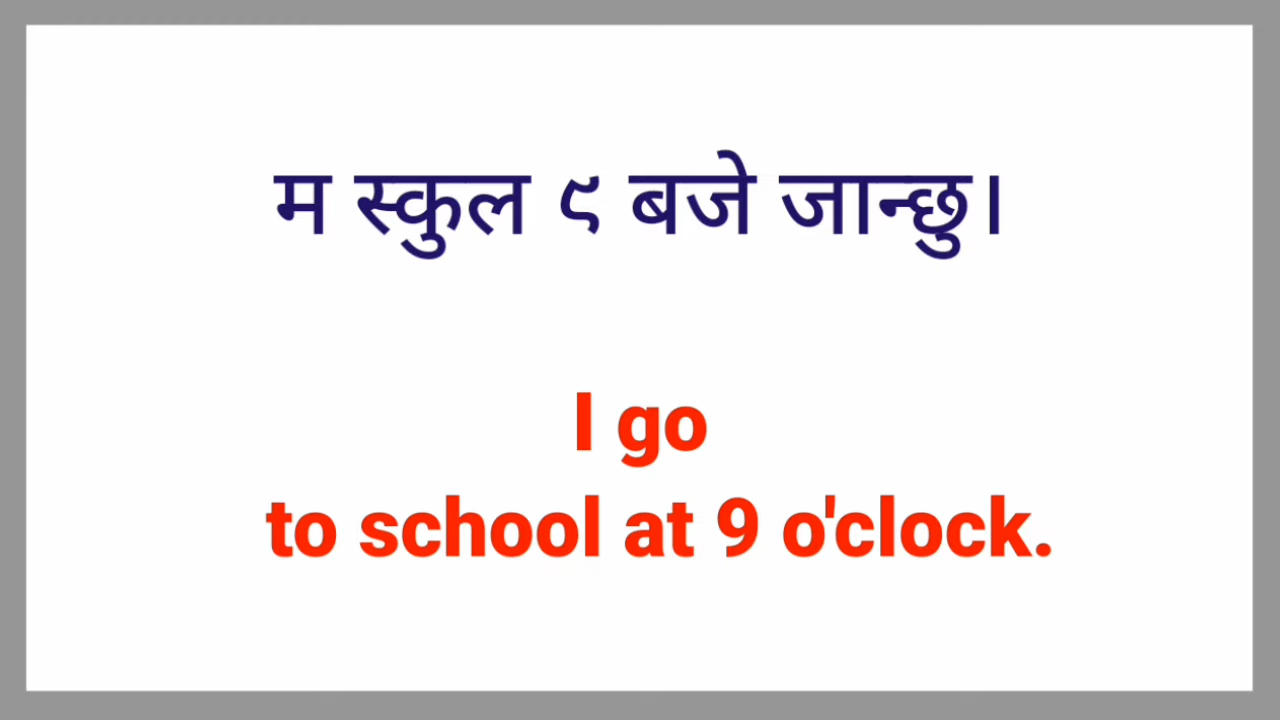 म स्कुल ९ बजे जान्छु।
I go
to school at 9 o'clock.